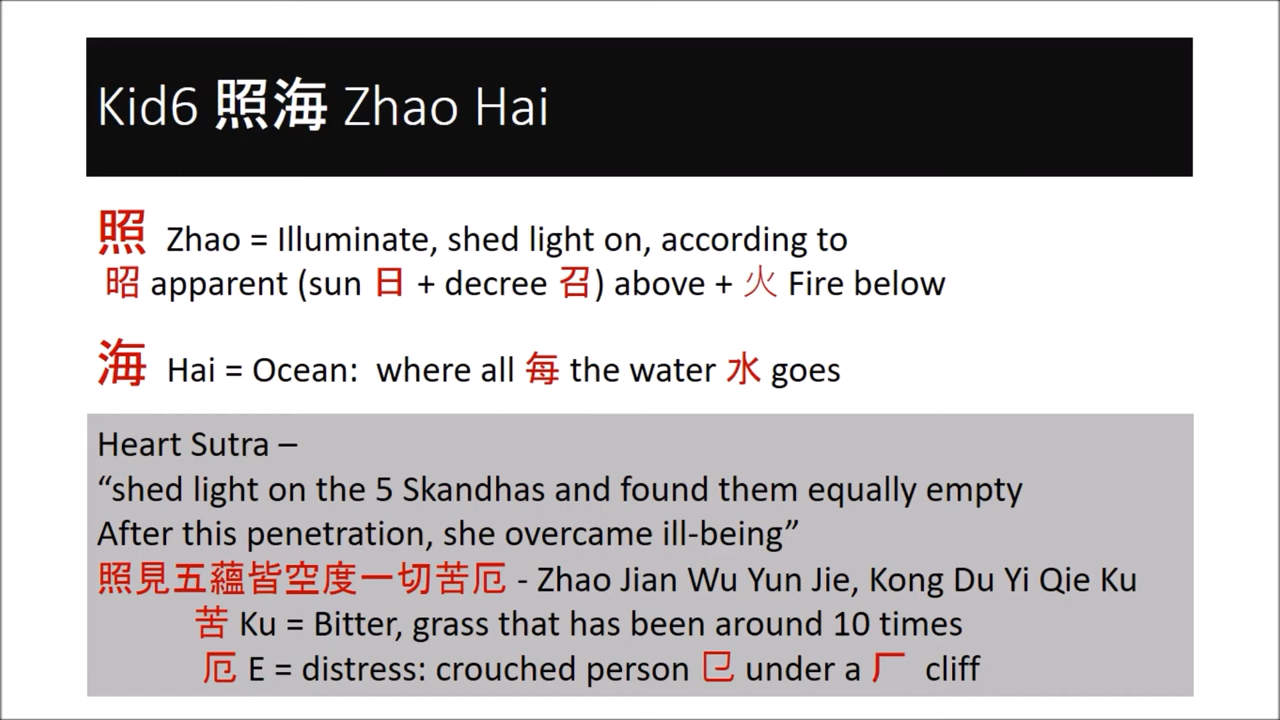 Kid6 照海 Zhao Hai
照 Zhao = Illuminate, shed light on, according to
昭 apparent (sun 日 + decree 召) above + 火 Fire below
海 Hai = Ocean: where all 每 the water 水 goes
Heart Sutra –
“shed light on the 5 Skandhas and found them equally empty
After this penetration, she overcame ill-being”
照見五蘊皆空度一切苦厄 - Zhao Jian Wu Yun Jie, Kong Du Yi Qie Ku
苦 Ku = Bitter, grass that has been around 10 times
厄 E = distress: crouched person 㔾 under a 厂 cliff